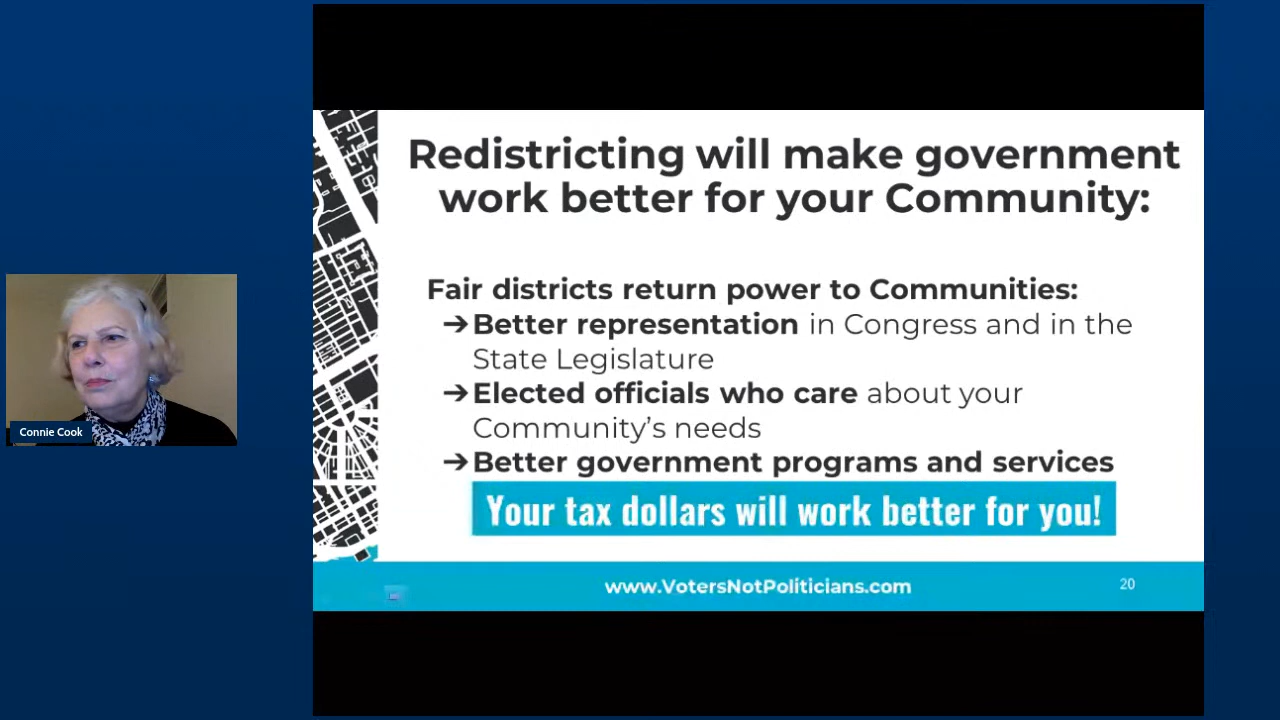 Redistricting will make government
work better for your Community:
Fair districts return power to Communities:
➔Better representation in Congress and in the
State Legislature
➔Elected officials who care about your
Community's needs
➔Better government programs and services
Your tax dollars will work better for you!
www.VotersNotPoliticians.com
20
Connie Cook